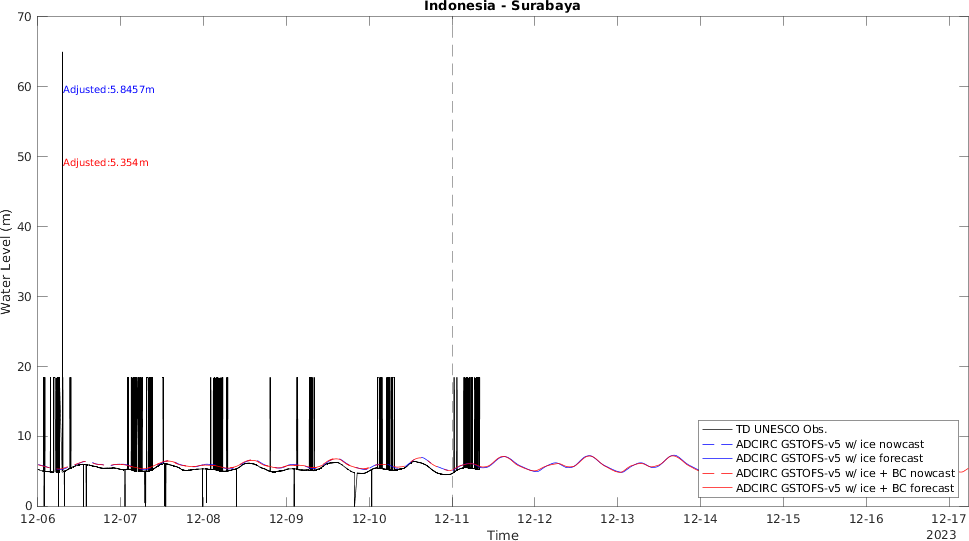 Indonesia - Surabaya
70
60
50
40
30
20
10
0
Water Level (m)
Adjusted:5.8457m
Adjusted:5.354m
TD UNESCO Obs.
ADCIRC GSTOFS-v5 w/ ice nowcast
ADCIRC GSTOFS-v5 w/ ice forecast
ADCIRC GSTOFS-v5 w/ ice + BC nowcast
ADCIRC GSTOFS-v5 w/ ice + BC forecast
12-06 12-07 12-08 12-09 12-10 12-11 12-12 12-13 12-14 12-15 12-16 12-17
Time
2023